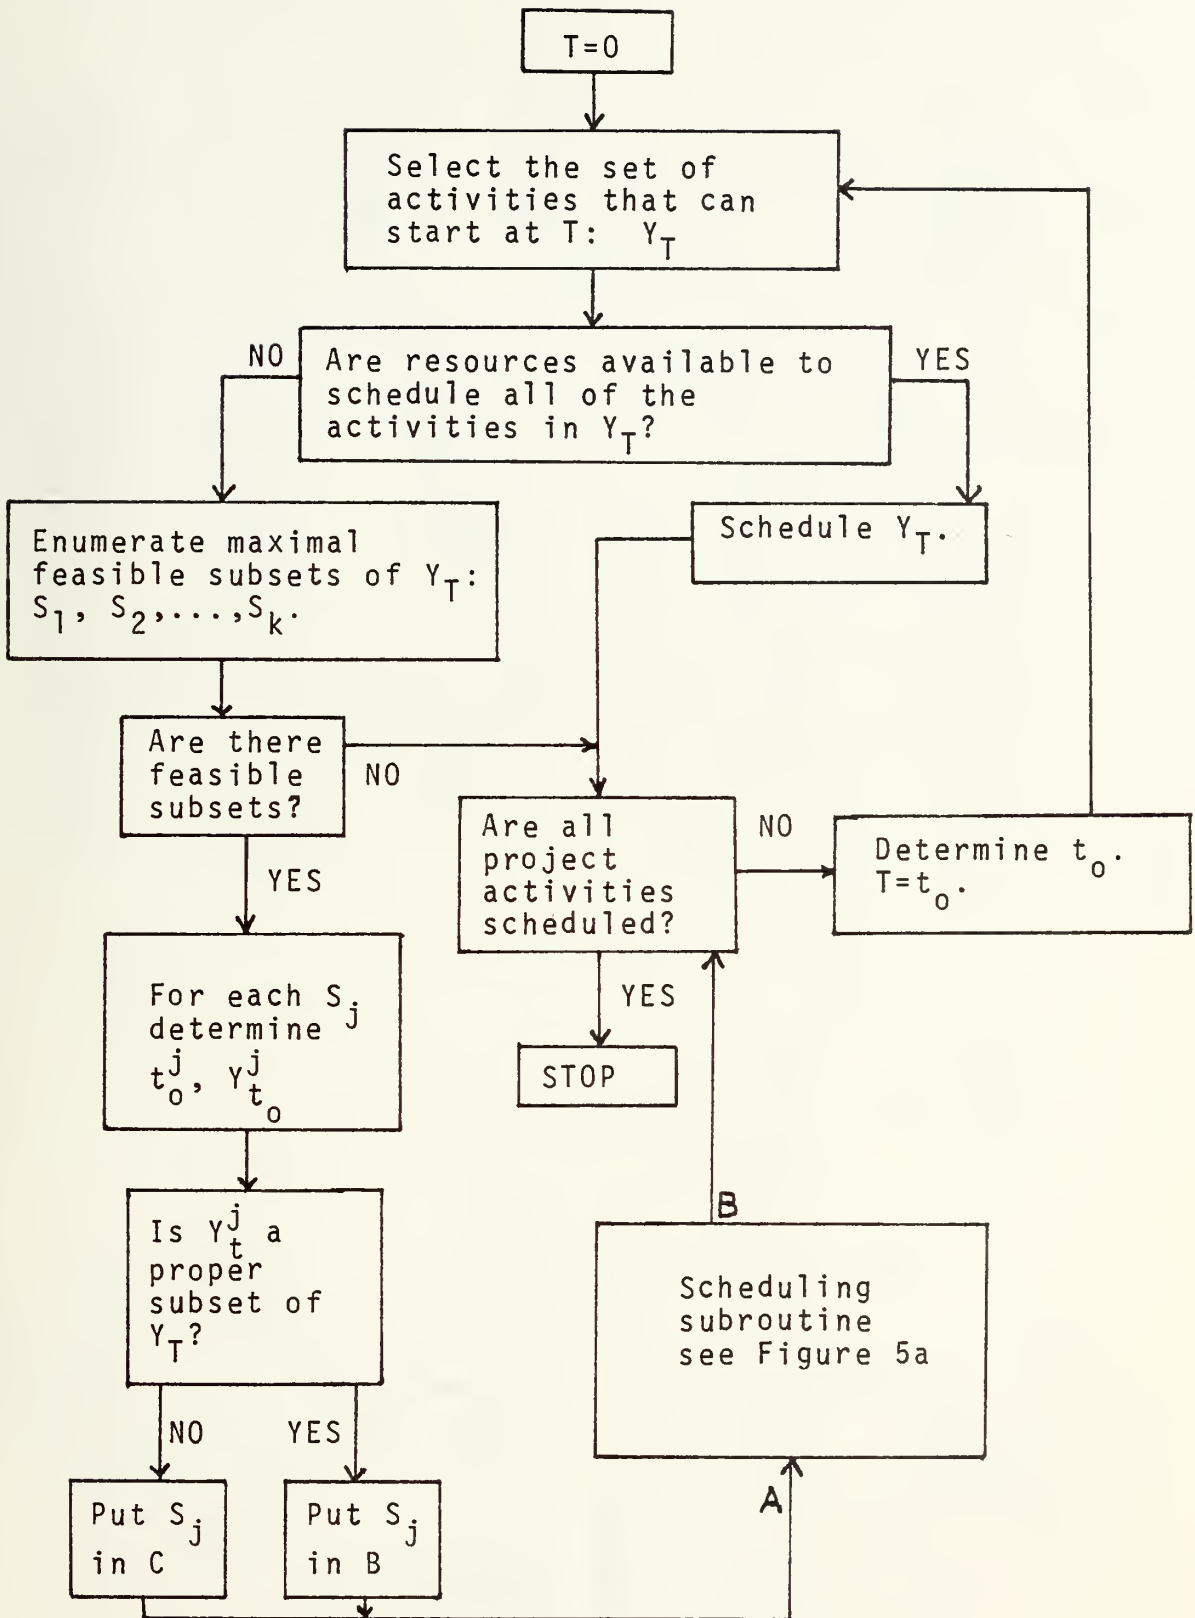 T=0
Select the set of
activities that can
start at T: Y_T
NO
Are resources available to
schedule all of the
activities in Y_T?
YES
Enumerate maximal
feasible subsets of Y_T:
S_1, S_2,...,S_k.
Schedule Y_T.
Are there
feasible
subsets?
NO
YES
Are all
project
activities
scheduled?
NO
Determine t_o.
T=t_o.
YES
STOP
For each S_j
determine
t_o^j, Y_{t_o}^j
Is Y_t^j a
proper
subset of
Y_T?
NO
YES
Put S_j
in C
Put S_j
in B
B
Scheduling
subroutine
see Figure 5a
A